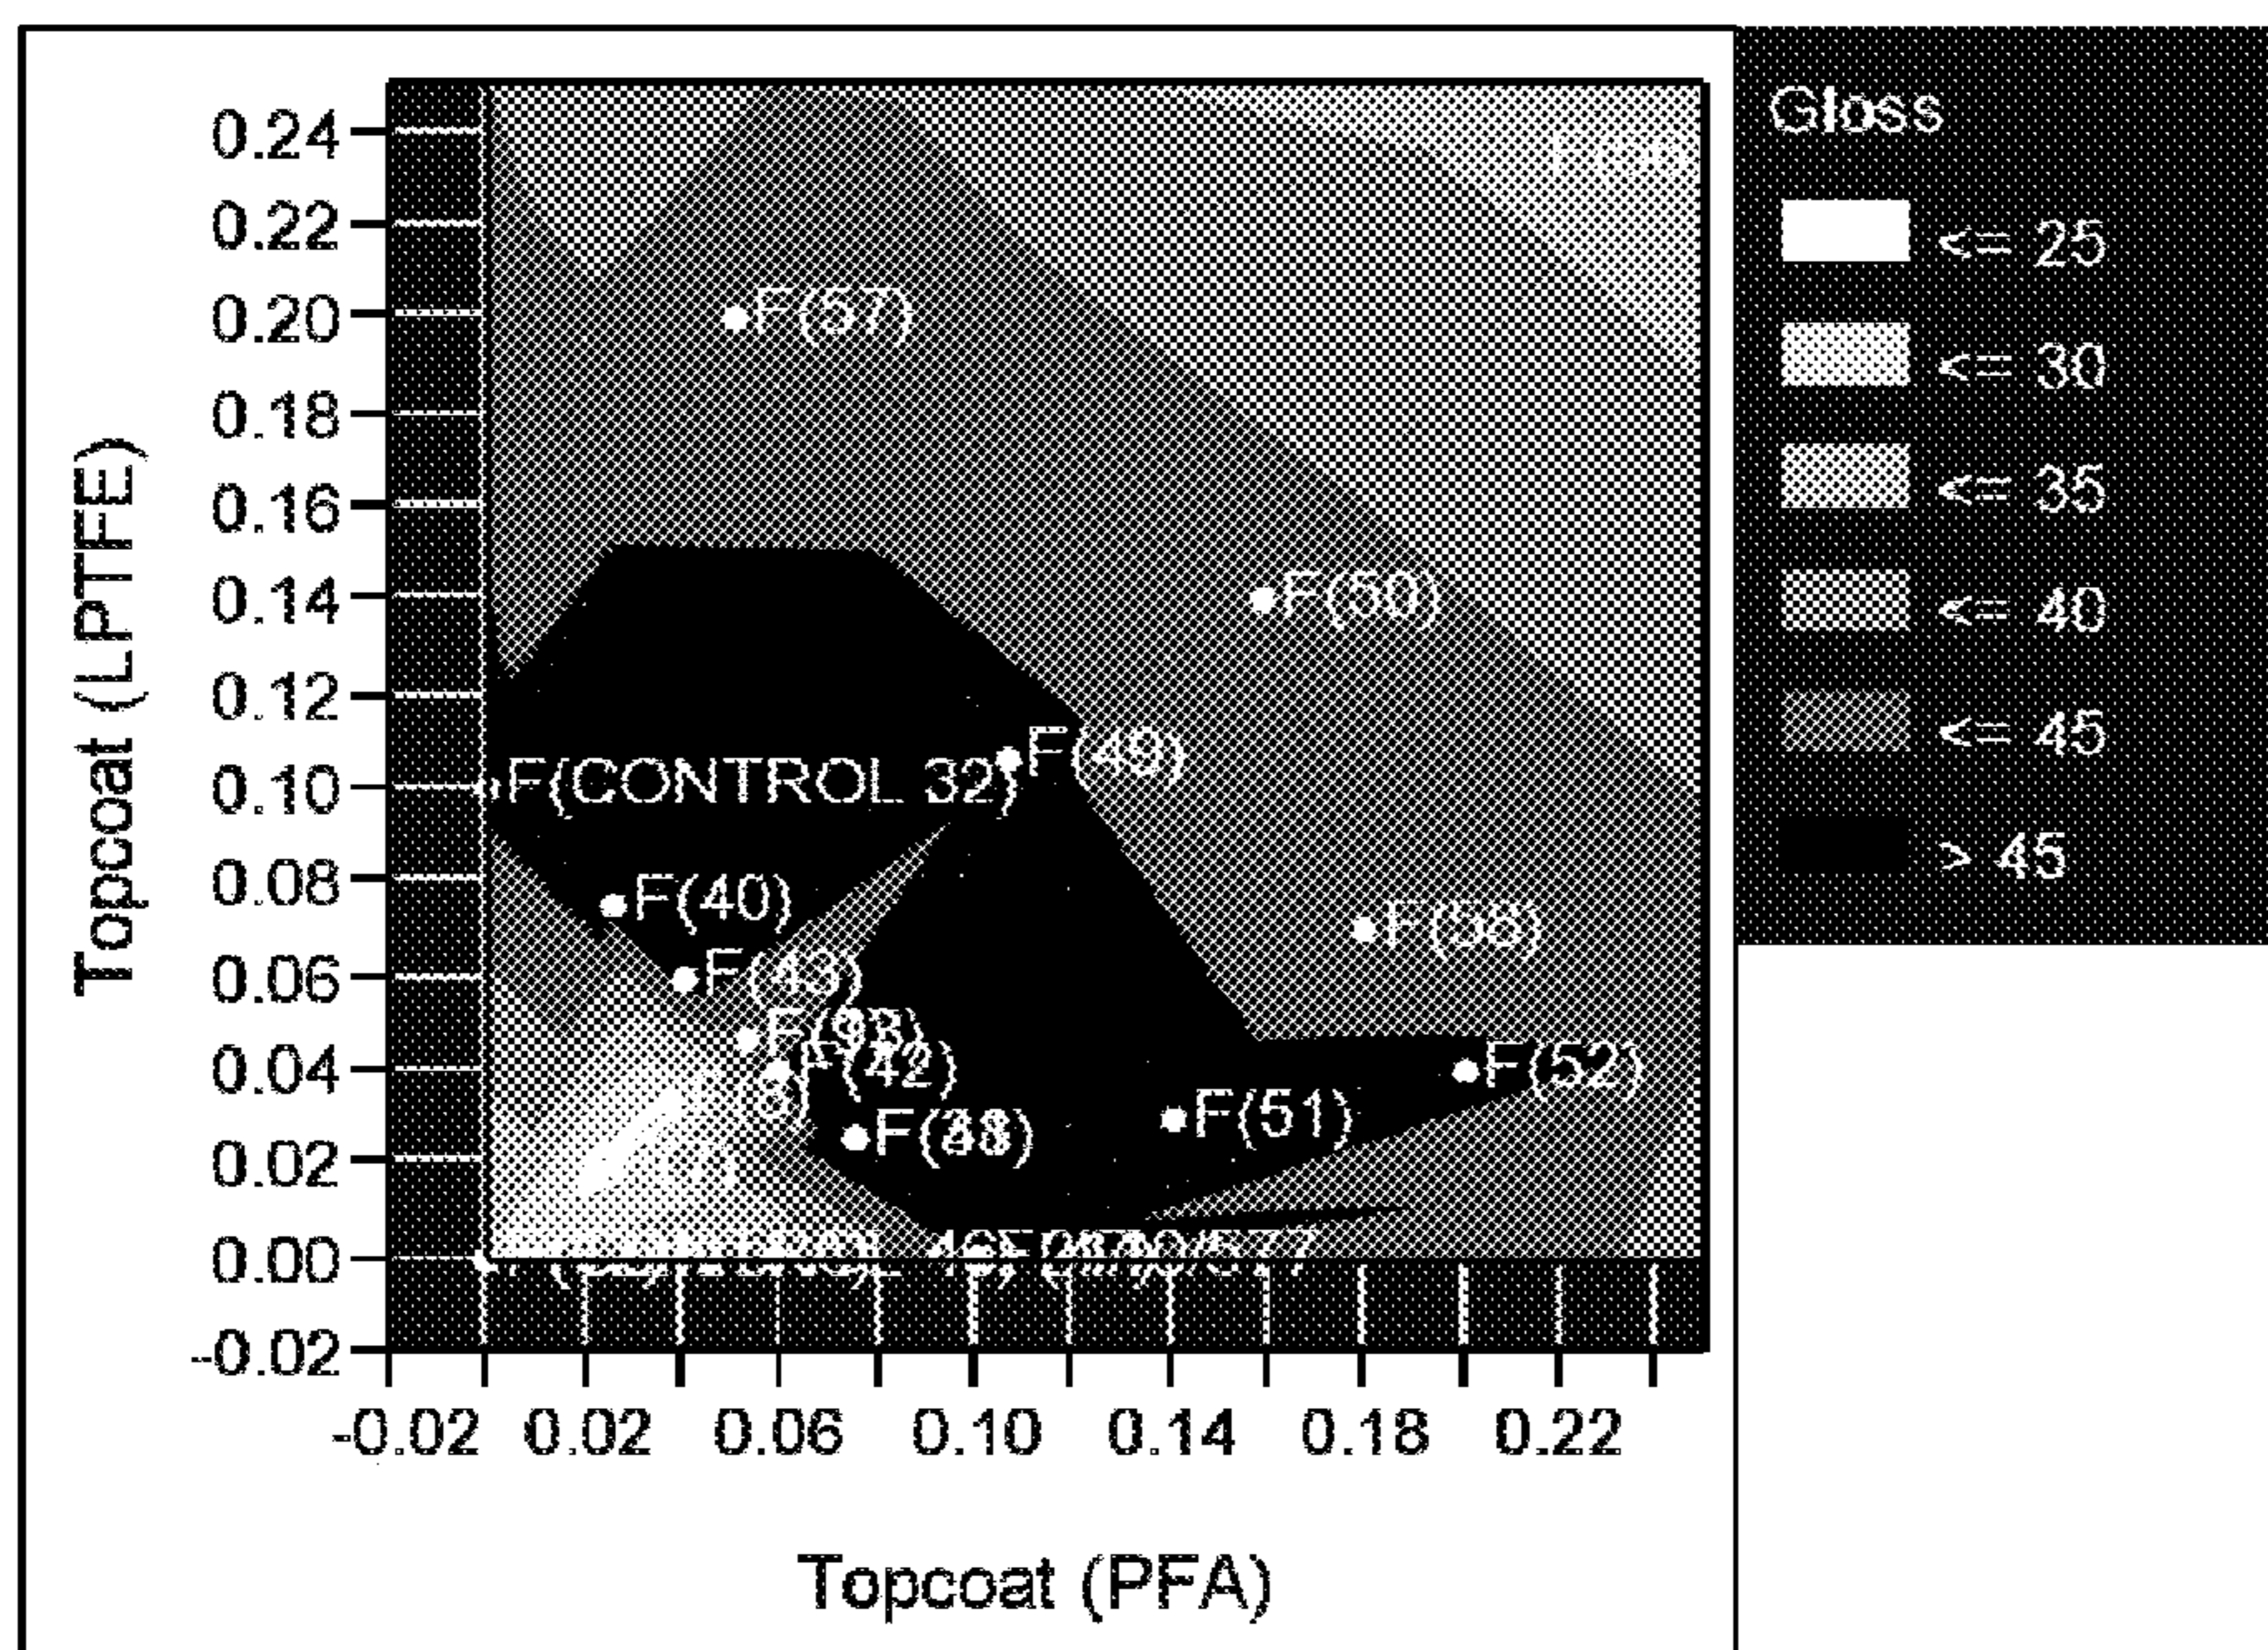 Gloss
<= 25
<= 30
<= 35
<= 40
<= 45
> 45
Topcoat (LPTFE)
0.24
0.22
0.20
0.18
0.16
0.14
0.12
0.10
0.08
0.06
0.04
0.02
0.00
-0.02
F(57)
F(50)
F(49)
F(CONTROL 32)
F(40)
F(58)
F(43)
F(42)
F(52)
F(51)
-0.02 0.02 0.06 0.10 0.14 0.18 0.22
Topcoat (PFA)